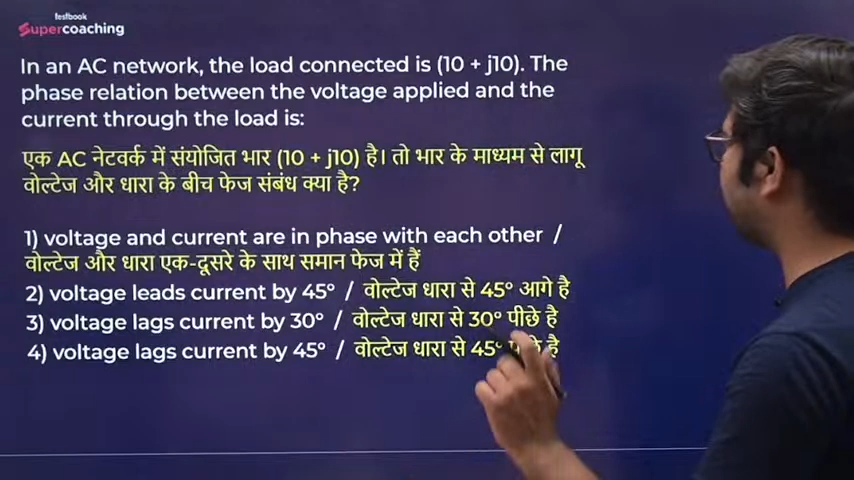 testbook
Supercoaching
In an AC network, the load connected is (10 + j10). The
phase relation between the voltage applied and the
current through the load is:
एक AC नेटवर्क में संयोजित भार (10 + j10) है। तो भार के माध्यम से लागू
वोल्टेज और धारा के बीच फेज संबंध क्या है?
1) voltage and current are in phase with each other /
वोल्टेज और धारा एक-दूसरे के साथ समान फेज में हैं
2) voltage leads current by 45° / वोल्टेज धारा से 45° आगे है
3) voltage lags current by 30° / वोल्टेज धारा से 30° पीछे है
4) voltage lags current by 45° / वोल्टेज धारा से 45° है